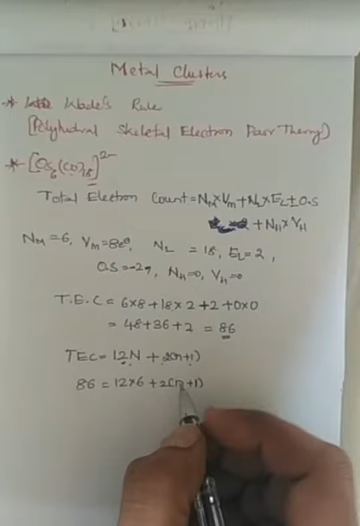 Metal Clusters
* Wade's Rule
[Polyhedral Skeletal Electron Pair Theory)
* [Os6(CO)18]2-
Total Electron Count = NM×VM + NL×EL ± O.S
+ NH×VH
NM=6, VM=8e⊖, NL = 18, EL=2,
O.S=-2, NH=0, VH=0
T.E.C = 6×8+18×2+2+0×0
= 48+36+2 = 86
TEC = 12N + 2(n+1)
86 = 12×6 + 2(n+1)